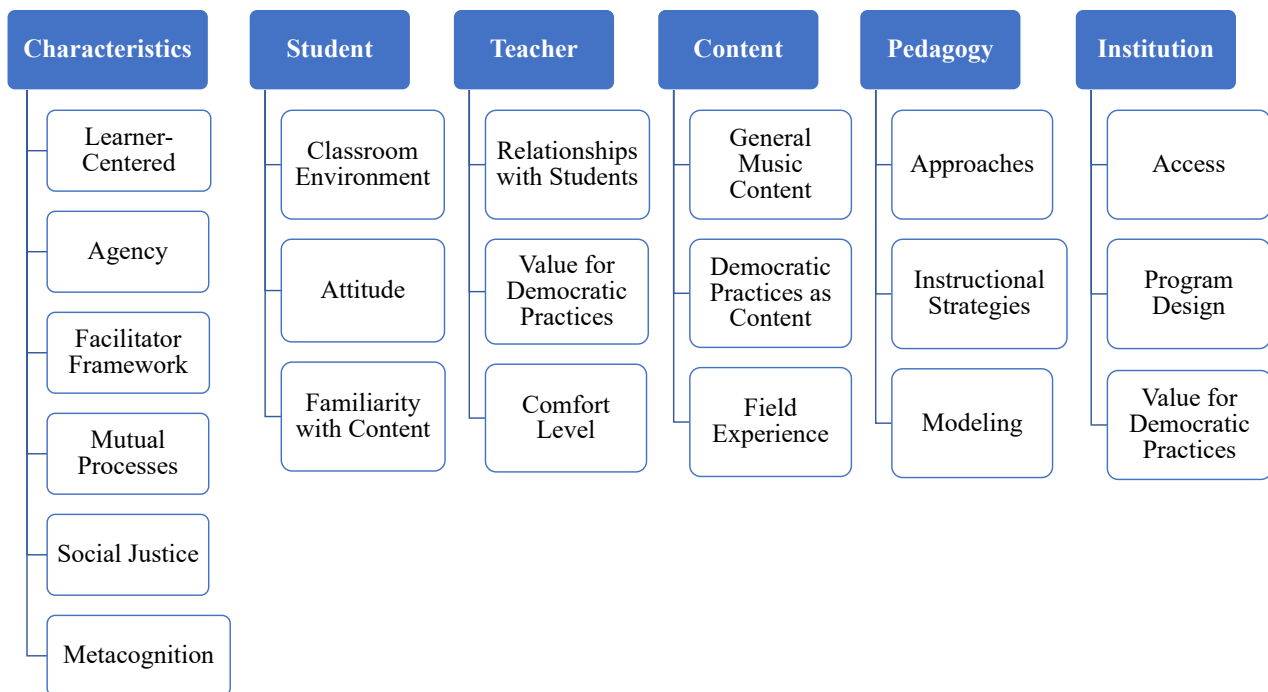 Characteristics
Learner-
Centered
Agency
Facilitator
Framework
Mutual
Processes
Social Justice
Metacognition
Student
Classroom
Environment
Attitude
Familiarity
with Content
Teacher
Relationships
with Students
Value for
Democratic
Practices
Comfort
Level
Content
General
Music
Content
Democratic
Practices as
Content
Field
Experience
Pedagogy
Approaches
Instructional
Strategies
Modeling
Institution
Access
Program
Design
Value for
Democratic
Practices